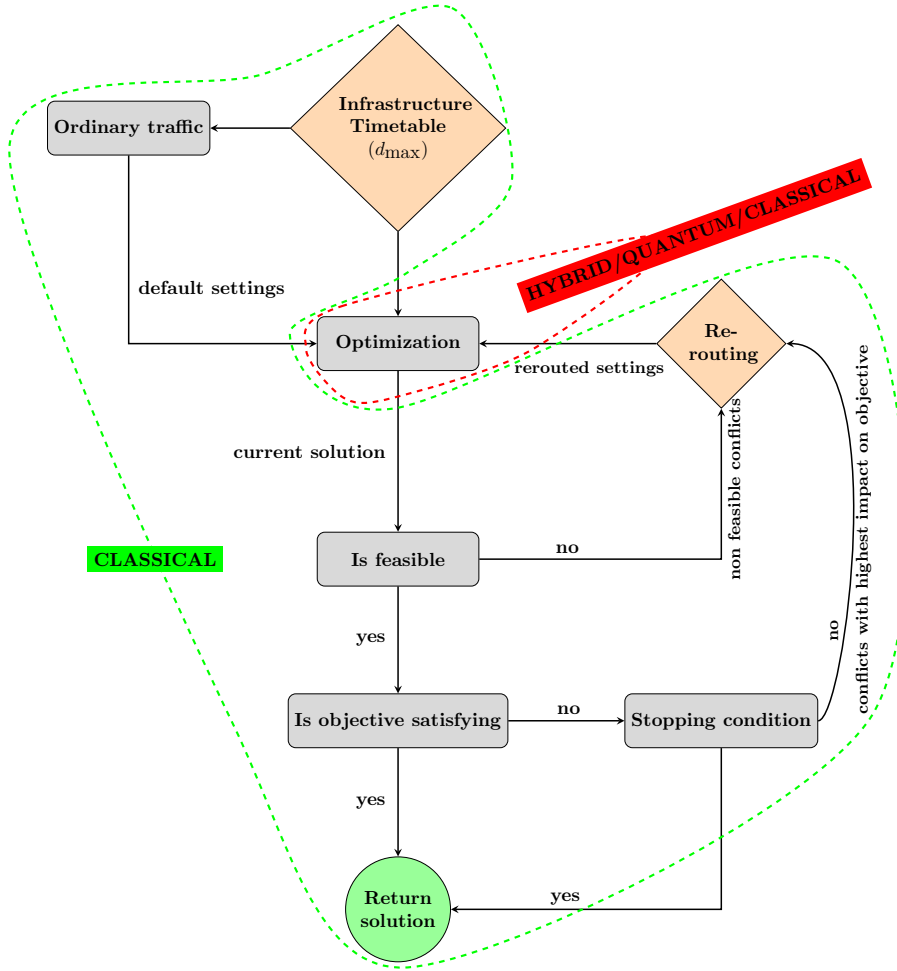 Infrastructure
Timetable
(d_max)
Ordinary traffic
HYBRID/QUANTUM/CLASSICAL
default settings
Optimization
Re-
routing
rerouted settings
current solution
non feasible conflicts
conflicts with highest impact on objective
CLASSICAL
Is feasible
no
yes
no
Is objective satisfying
no
Stopping condition
yes
Return
solution
yes